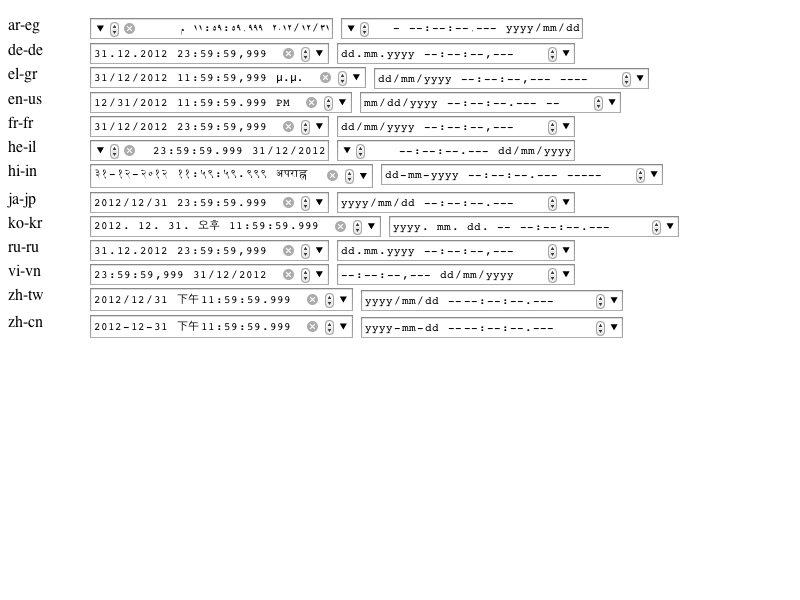 ar-eg ٢٠١٢/١٢/٣١ ١١:٥٩:٥٩.٩٩٩ م yyyy/mm/dd --:--:--.--- -
de-de 31.12.2012 23:59:59,999 dd.mm.yyyy --:--:--,---
el-gr 31/12/2012 11:59:59,999 μ.μ. dd/mm/yyyy --:--:--,--- ----
en-us 12/31/2012 11:59:59.999 PM mm/dd/yyyy --:--:--.--- --
fr-fr 31/12/2012 23:59:59,999 dd/mm/yyyy --:--:--,---
he-il 23:59:59.999 31/12/2012 --:--:--.--- dd/mm/yyyy
hi-in ३१-१२-२०१२ ११:५९:५९.९९९ अपराह्न dd-mm-yyyy --:--:--.--- -----
ja-jp 2012/12/31 23:59:59.999 yyyy/mm/dd --:--:--.---
ko-kr 2012. 12. 31. 오후 11:59:59.999 yyyy. mm. dd. -- --:--:--.---
ru-ru 31.12.2012 23:59:59,999 dd.mm.yyyy --:--:--,---
vi-vn 23:59:59,999 31/12/2012 --:--:--,--- dd/mm/yyyy
zh-tw 2012/12/31 下午11:59:59.999 yyyy/mm/dd ----:--:--.---
zh-cn 2012-12-31 下午11:59:59.999 yyyy-mm-dd ----:--:--.---